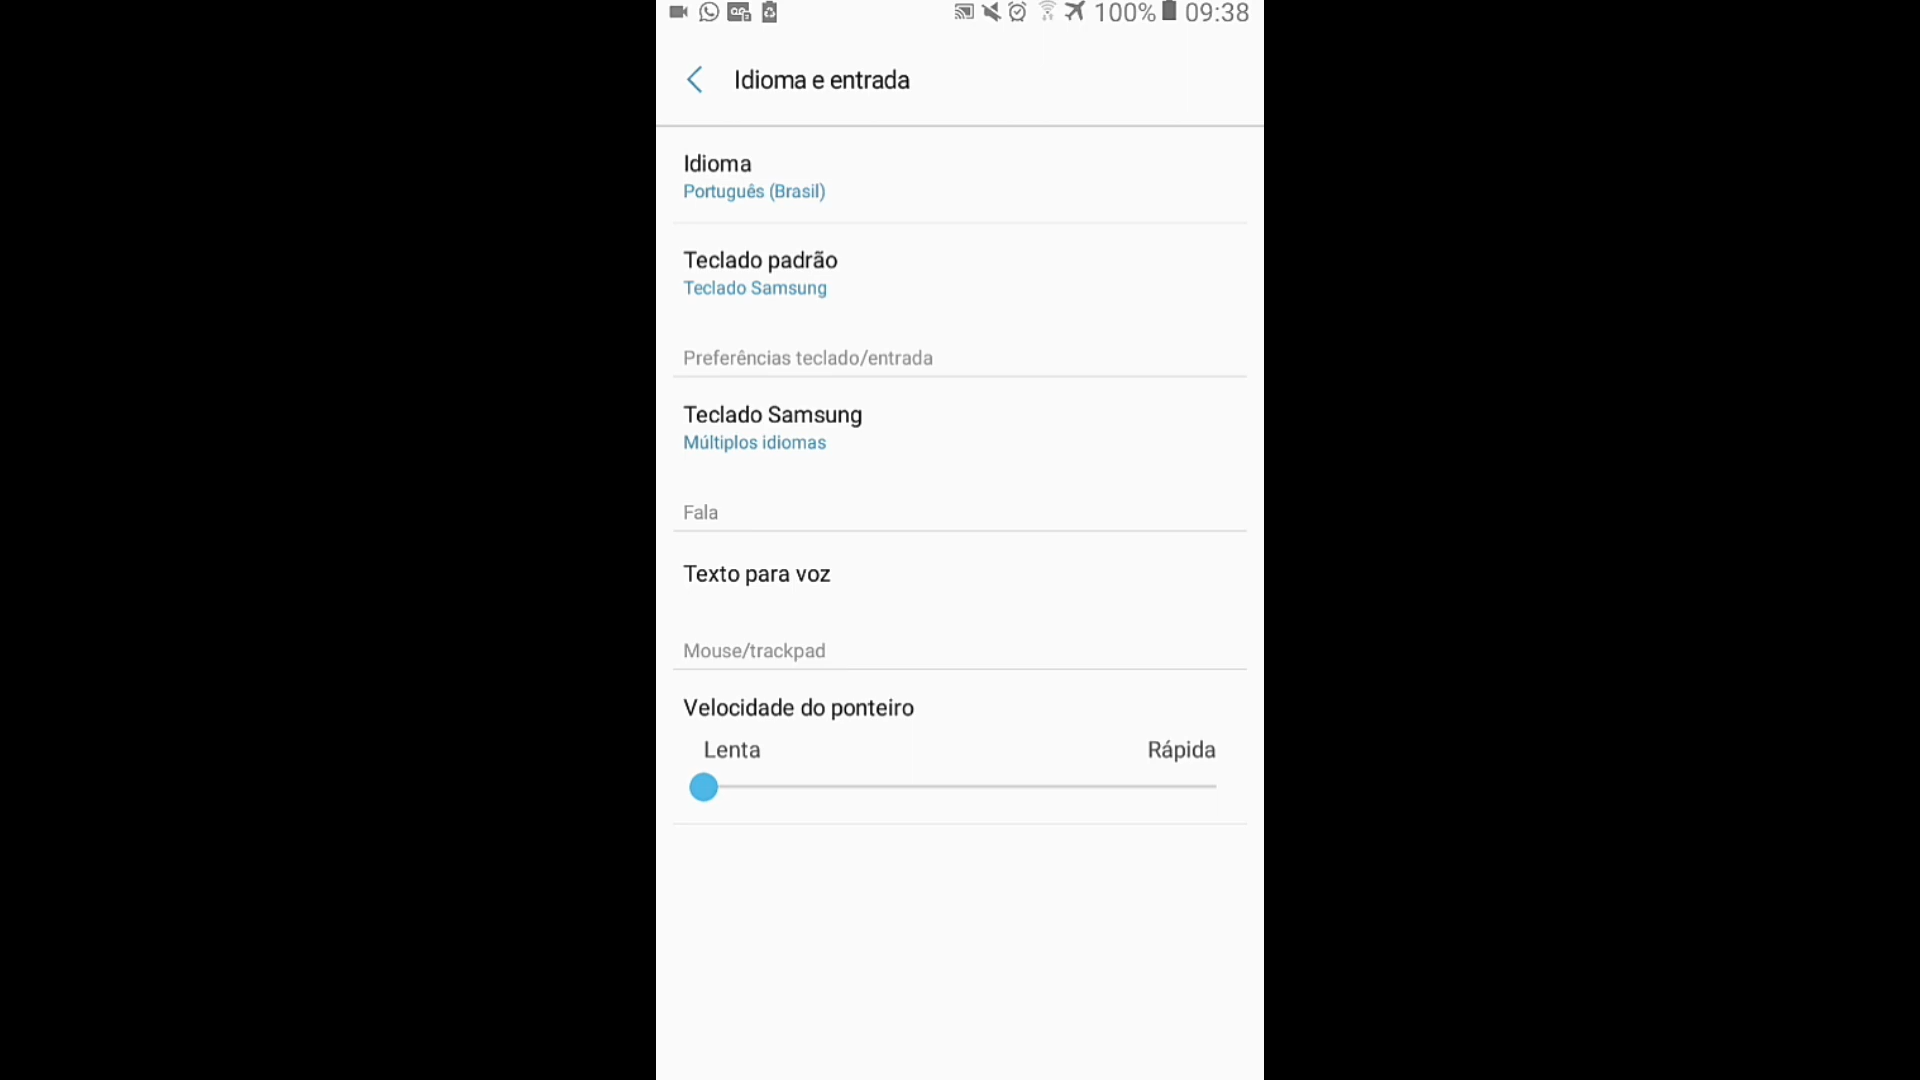 100% 09:38
Idioma e entrada
Idioma
Português (Brasil)
Teclado padrão
Teclado Samsung
Preferências teclado/entrada
Teclado Samsung
Múltiplos idiomas
Fala
Texto para voz
Mouse/trackpad
Velocidade do ponteiro
Lenta Rápida